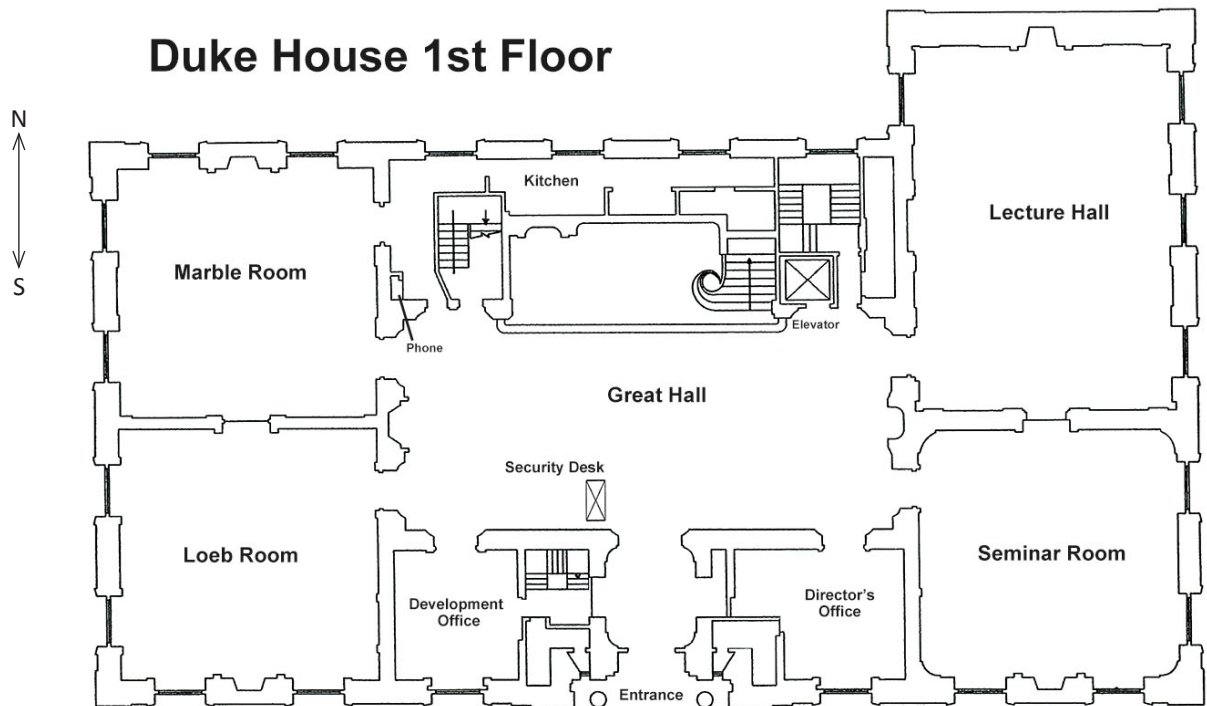 Duke House 1st Floor
N
S
Kitchen
Lecture Hall
Marble Room
Phone
Elevator
Great Hall
Security Desk
Loeb Room
Seminar Room
Development
Office
Director's
Office
Entrance